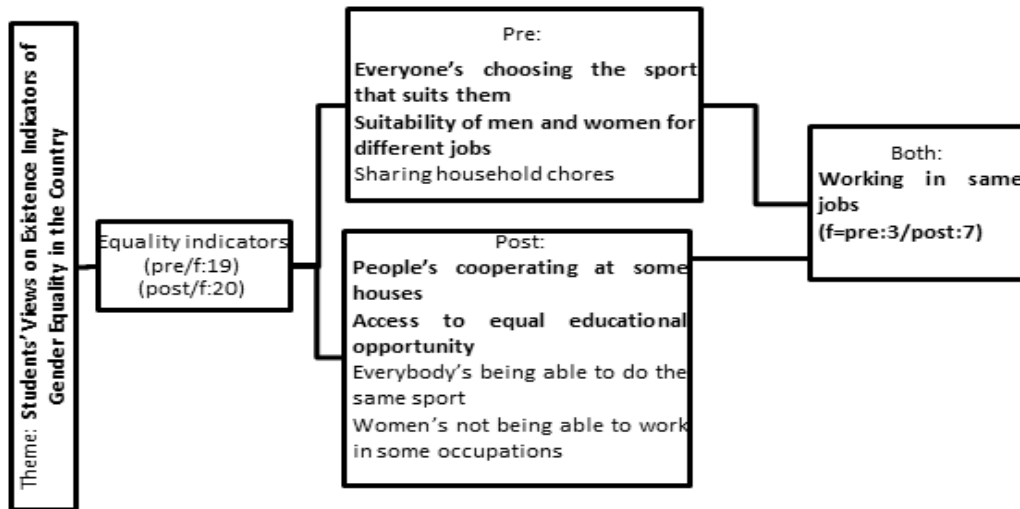 Theme: Students' Views on Existence Indicators of
Gender Equality in the Country
Equality indicators
(pre/f:19)
(post/f:20)
Pre:
Everyone's choosing the sport
that suits them
Suitability of men and women for
different jobs
Sharing household chores
Post:
People's cooperating at some
houses
Access to equal educational
opportunity
Everybody's being able to do the
same sport
Women's not being able to work
in some occupations
Both:
Working in same
jobs
(f=pre:3/post:7)